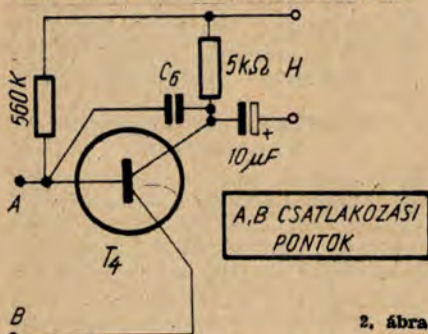 560K
C6
5kΩ H
10µF
+
A
T4
A,B CSATLAKOZÁSI
PONTOK
B
2. ábra